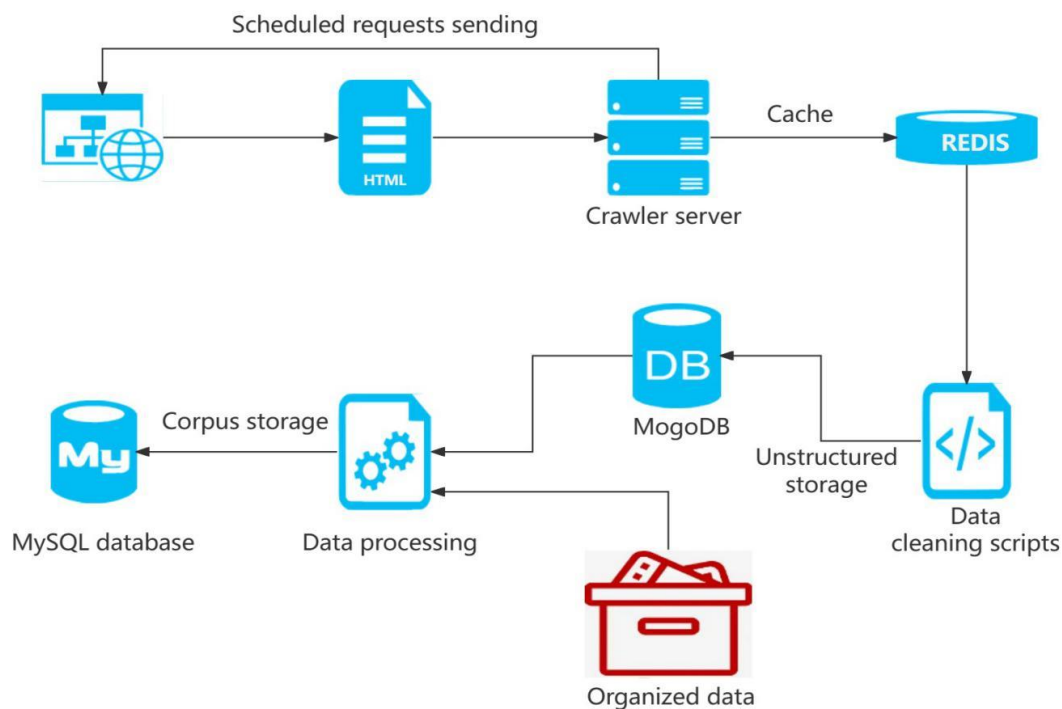 Scheduled requests sending
HTML
Cache
REDIS
Crawler server
DB
MogoDB
Corpus storage
My
Unstructured
storage
MySQL database
Data processing
</>
Data
cleaning scripts
Organized data